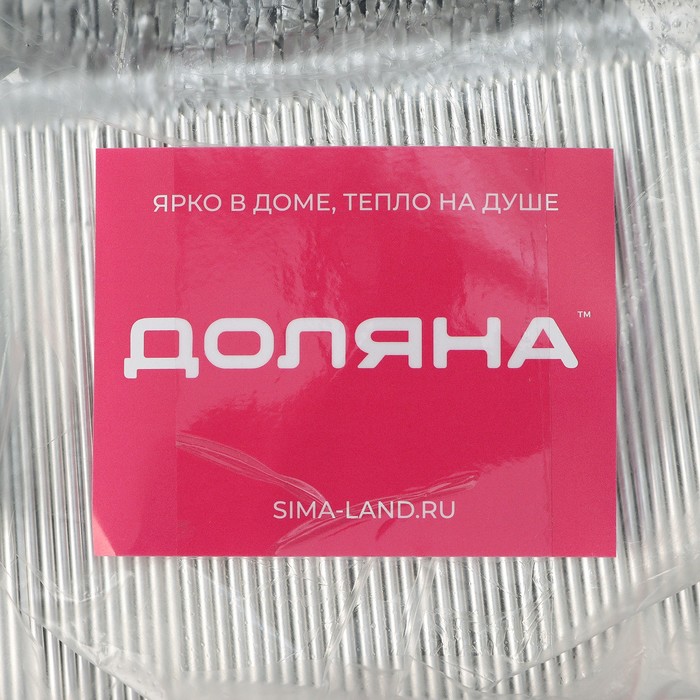 ЯРКО В ДОМЕ, ТЕПЛО НА ДУШЕ
ДОЛЯНА™
SIMA-LAND.RU